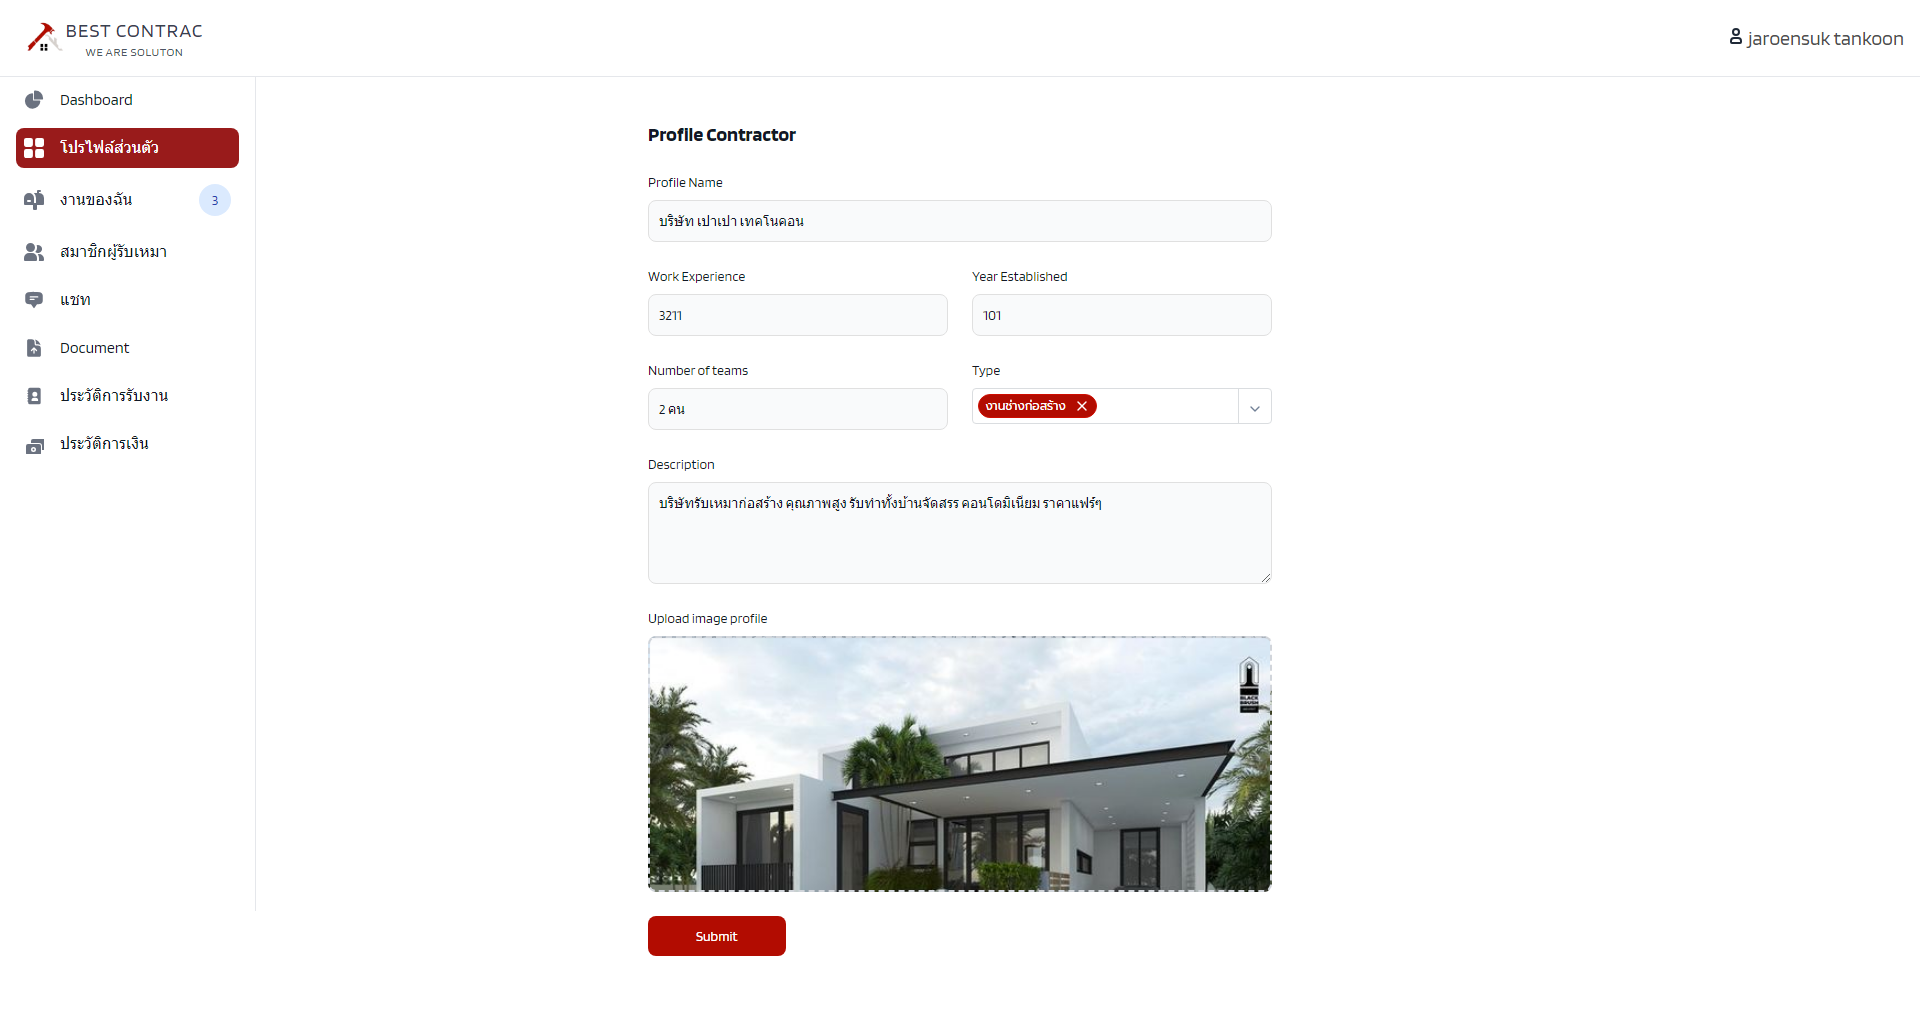 BEST CONTRAC
WE ARE SOLUTON
jaroensuk tankoon
Dashboard
โปรไฟล์ส่วนตัว
งานของฉัน
3
สมาชิกผู้รับเหมา
แชท
Document
ประวัติการรับงาน
ประวัติการเงิน
Profile Contractor
Profile Name
บริษัท เปาเปา เทคโนคอน
Work Experience
Year Established
3211
101
Number of teams
Type
2 คน
งานช่างก่อสร้าง
Description
บริษัทรับเหมาก่อสร้าง คุณภาพสูง รับทำทั้งบ้านจัดสรร คอนโดมิเนียม ราคาแฟร์ๆ
Upload image profile
BLACK
BRUSH
Submit